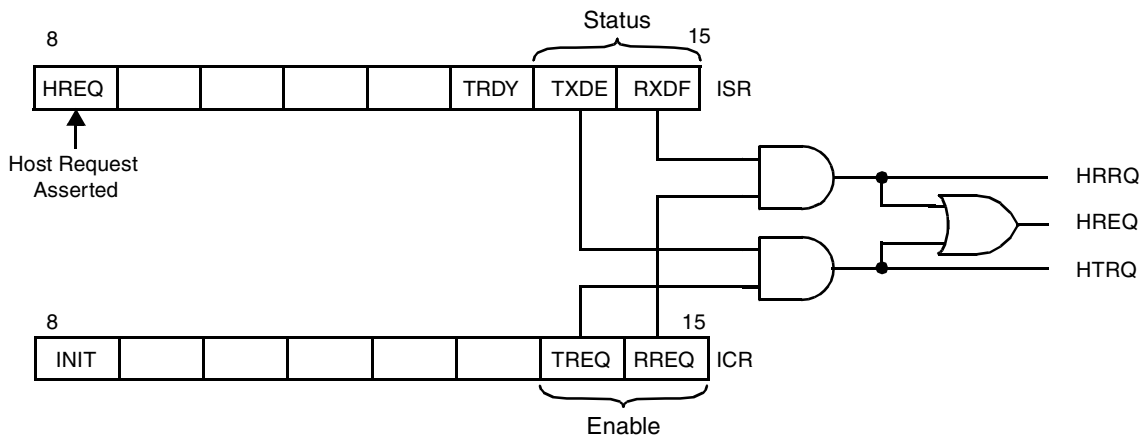 Status
8
15
HREQ
TRDY
TXDE
RXDF
ISR
Host Request
Asserted
HRRQ
HREQ
HTRQ
8
15
INIT
TREQ
RREQ
ICR
Enable